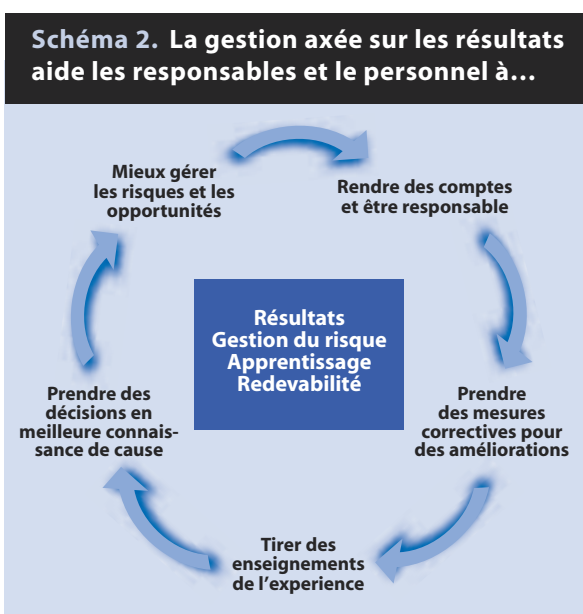 Schéma 2. La gestion axée sur les résultats
aide les responsables et le personnel à…
Mieux gérer
les risques et les
opportunités
Rendre des comptes
et être responsable
Résultats
Gestion du risque
Apprentissage
Redevabilité
Prendre des
décisions en
meilleure connais-
sance de cause
Prendre
des mesures
correctives pour
des améliorations
Tirer des
enseignements
de l’experience